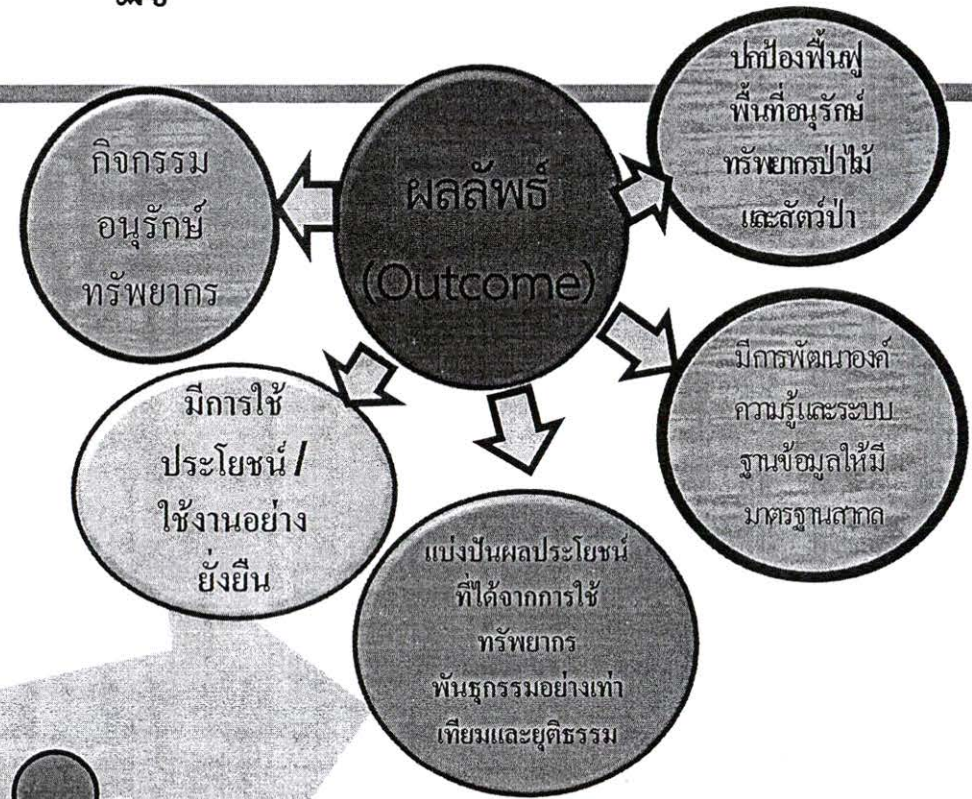 กิจกรรม
อนุรักษ์
ทรัพยากร
ผลลัพธ์
(Outcome)
ปกป้องฟื้นฟู
พื้นที่อนุรักษ์
ทรัพยากรป่าไม้
และสัตว์ป่า
มีการพัฒนาองค์
ความรู้และระบบ
ฐานข้อมูลให้มี
มาตรฐานสากล
มีการใช้
ประโยชน์ /
ใช้งานอย่าง
ยั่งยืน
แบ่งปันผลประโยชน์
ที่ได้จากการใช้
ทรัพยากร
พันธุกรรมอย่างเท่า
เทียมและยุติธรรม